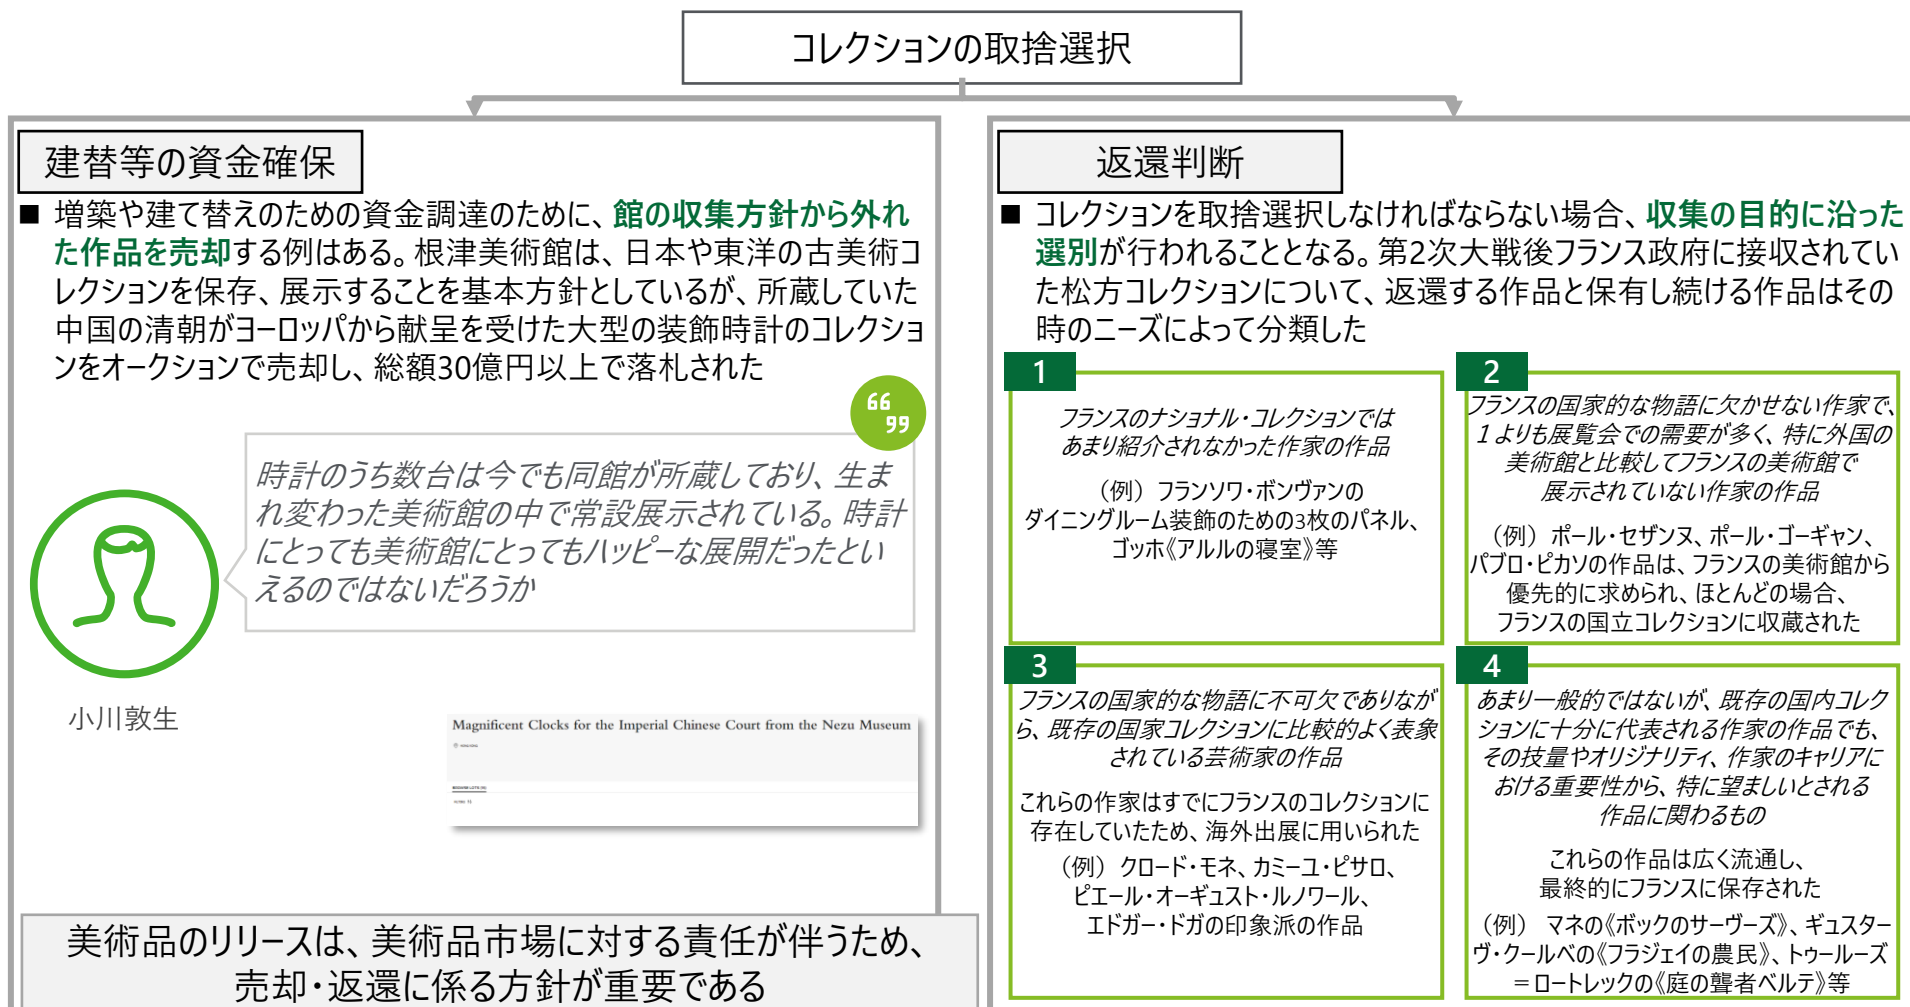 コレクションの取捨選択
建替等の資金確保
■ 増築や建て替えのための資金調達のために、館の収集方針から外れ
た作品を売却する例はある。根津美術館は、日本や東洋の古美術コ
レクションを保存、展示することを基本方針としているが、所蔵していた
中国の清朝がヨーロッパから献呈を受けた大型の装飾時計のコレクショ
ンをオークションで売却し、総額30億円以上で落札された
時計のうち数台は今でも同館が所蔵しており、生ま
れ変わった美術館の中で常設展示されている。時計
にとっても美術館にとってもハッピーな展開だったとい
えるのではないだろうか
小川敦生
Magnificent Clocks for the Imperial Chinese Court from the Nezu Museum
美術品のリリースは、美術品市場に対する責任が伴うため、
売却・返還に係る方針が重要である
返還判断
■ コレクションを取捨選択しなければならない場合、収集の目的に沿った
選別が行われることとなる。第2次大戦後フランス政府に接収されてい
た松方コレクションについて、返還する作品と保有し続ける作品はその
時のニーズによって分類した
1
フランスのナショナル・コレクションでは
あまり紹介されなかった作家の作品
（例）フランソワ・ボンヴァンの
ダイニングルーム装飾のための3枚のパネル、
ゴッホ《アルルの寝室》等
2
フランスの国家的な物語に欠かせない作家で、
１よりも展覧会での需要が多く、特に外国の
美術館と比較してフランスの美術館で
展示されていない作家の作品
（例）ポール・セザンヌ、ポール・ゴーギャン、
パブロ・ピカソの作品は、フランスの美術館から
優先的に求められ、ほとんどの場合、
フランスの国立コレクションに収蔵された
3
フランスの国家的な物語に不可欠でありなが
ら、既存の国家コレクションに比較的よく表象
されている芸術家の作品
これらの作家はすでにフランスのコレクションに
存在していたため、海外出展に用いられた
（例）クロード・モネ、カミーユ・ピサロ、
ピエール・オーギュスト・ルノワール、
エドガー・ドガの印象派の作品
4
あまり一般的ではないが、既存の国内コレク
ションに十分に代表される作家の作品でも、
その技量やオリジナリティ、作家のキャリアに
おける重要性から、特に望ましいとされる
作品に関わるもの
これらの作品は広く流通し、
最終的にフランスに保存された
（例） マネの《ボックのサーヴーズ》、ギュスター
ヴ・クールベの《フラジェイの農民》、トゥールーズ
＝ロートレックの《庭の聾者ベルテ》等